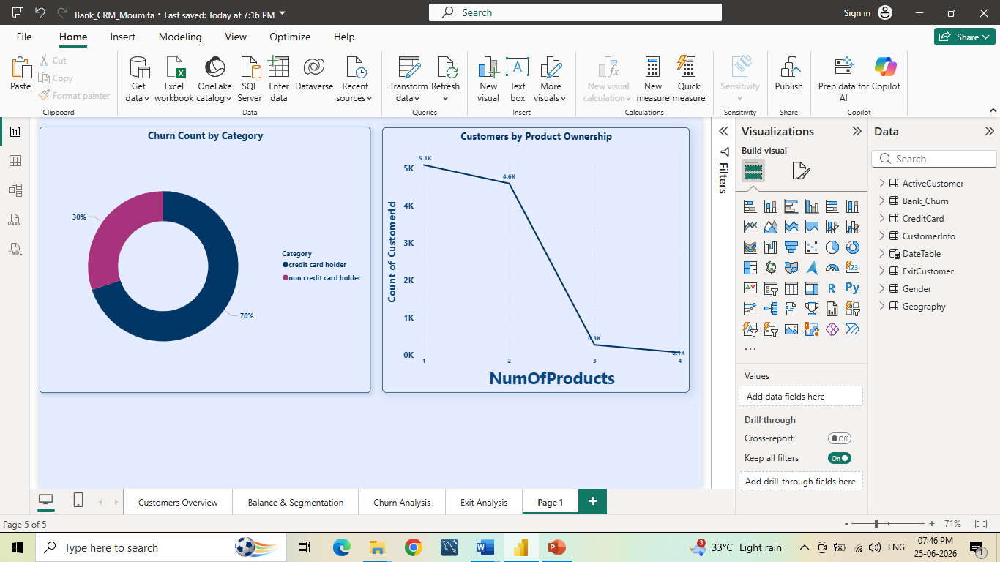 Bank_CRM_Moumita • Last saved: Today at 7:16 PM
Search
Sign in
File Home Insert Modeling View Optimize Help
Share
Paste
Cut
Copy
Format painter
Clipboard
Get data
Excel workbook
OneLake catalog
SQL Server
Enter data
Dataverse
Recent sources
Data
Transform data
Refresh
Queries
New visual
Text box
More visuals
Insert
New visual calculation
New measure
Quick measure
Calculations
Sensitivity
Sensitivity
Publish
Share
Prep data for AI
Copilot
Copilot
Churn Count by Category
30%
70%
Category
credit card holder
non credit card holder
Customers by Product Ownership
Count of CustomerId
5K
4K
3K
2K
1K
0K
5.1K
4.6K
0.3K
0.1K
1 2 3 4
NumOfProducts
Filters
Visualizations
Build visual
R
Py
123
...
Values
Add data fields here
Drill through
Cross-report
Off
Keep all filters
On
Add drill-through fields here
Data
Search
ActiveCustomer
Bank_Churn
CreditCard
CustomerInfo
DateTable
ExitCustomer
Gender
Geography
DAX
TMDL
Customers Overview
Balance & Segmentation
Churn Analysis
Exit Analysis
Page 1
+
Page 5 of 5
- + 71%
Type here to search
3
33°C Light rain
ENG
07:46 PM
25-06-2026
1